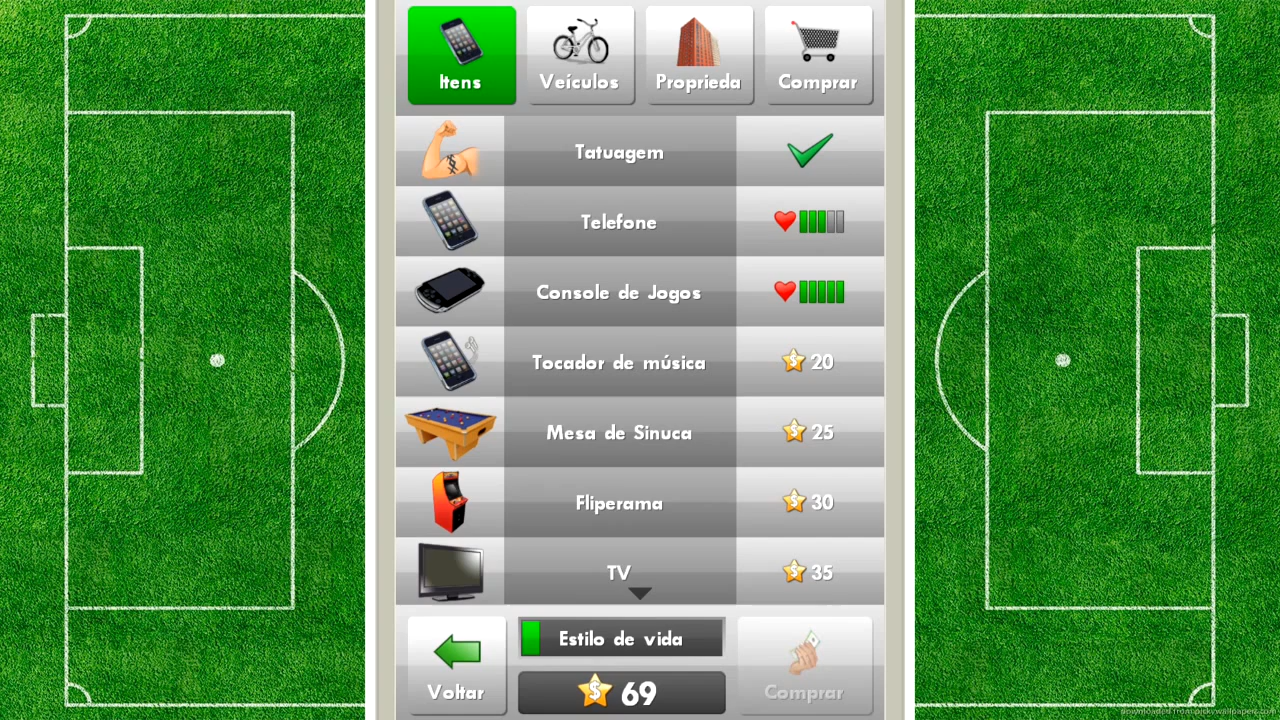 Itens
Veículos
Proprieda
Comprar
Tatuagem
Telefone
Console de Jogos
Tocador de música
20
Mesa de Sinuca
25
Fliperama
30
TV
35
Voltar
Estilo de vida
69
Comprar